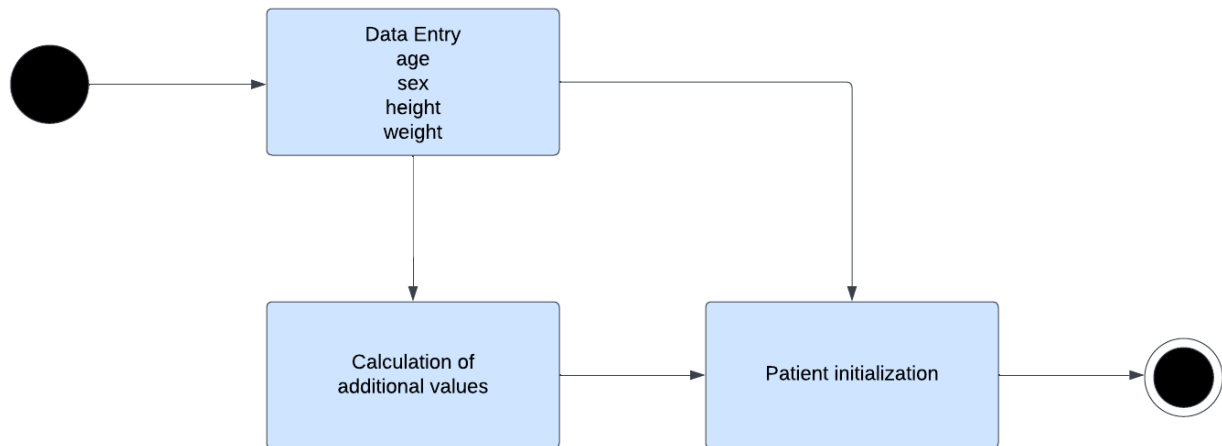 Data Entry
age
sex
height
weight
Calculation of
additional values
Patient initialization